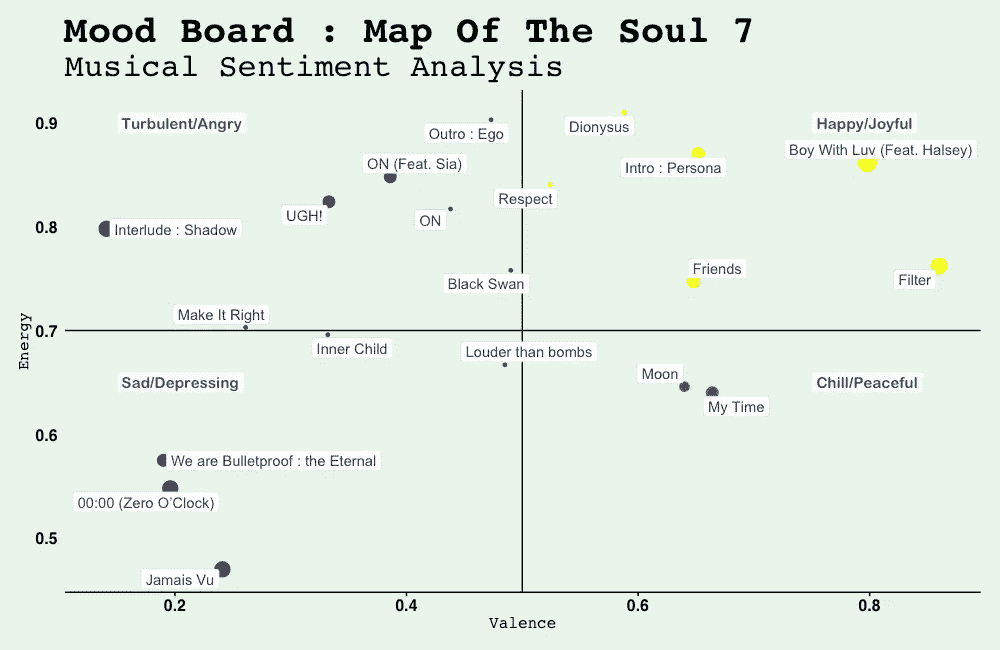 Mood Board : Map Of The Soul 7
Musical Sentiment Analysis
0.9
Turbulent/Angry
Happy/Joyful
Dionysus
Outro : Ego
Boy With Luv (Feat. Halsey)
ON (Feat. Sia)
Intro : Persona
Respect
UGH!
ON
0.8
Interlude : Shadow
Friends
Filter
Black Swan
Make It Right
0.7
Energy
Inner Child
Louder than bombs
Moon
Sad/Depressing
Chill/Peaceful
My Time
0.6
We are Bulletproof : the Eternal
00:00 (Zero O'Clock)
0.5
Jamais Vu
0.2
0.4
0.6
0.8
Valence